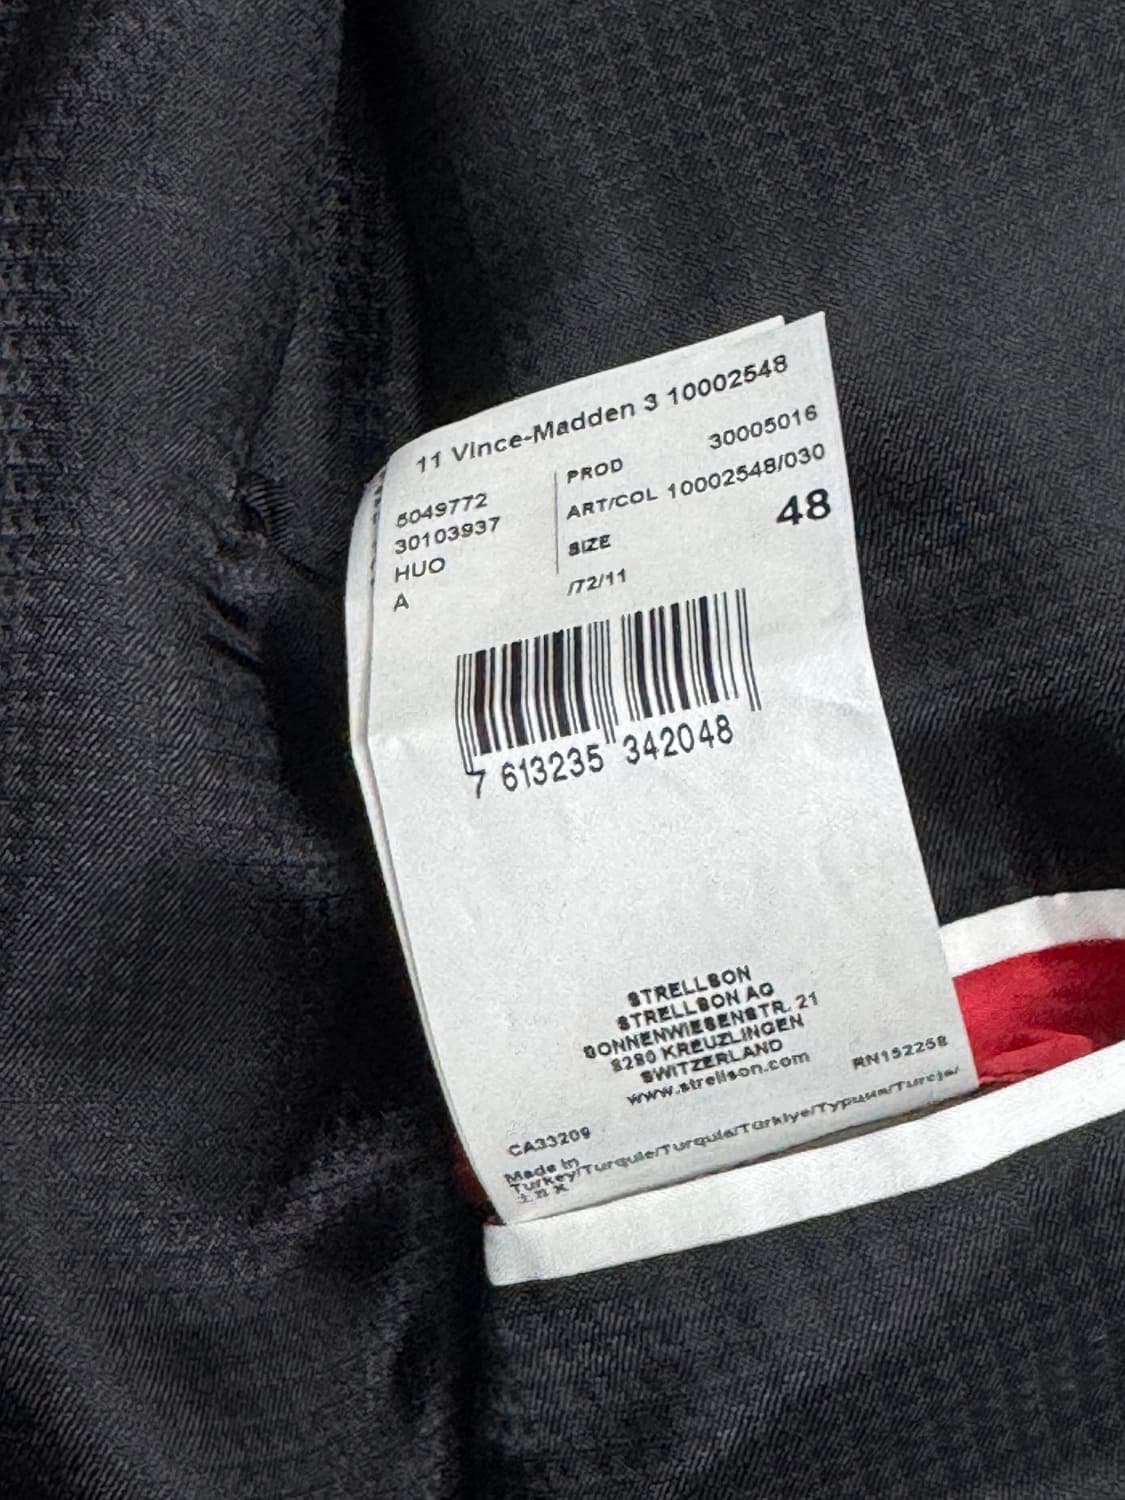 11 Vince-Madden 3 10002548
5049772
30103937
HUO
A
PROD 30005016
ART/COL 10002548/030
SIZE 48
/72/11
7 613235 342048
STRELLSON
STRELLSON AG
SONNENWIESENSTR. 21
8280 KREUZLINGEN
SWITZERLAND
www.strellson.com
RN152258
CA33209
Made in
Turkey/Turquie/Turquia/Türkiye/Турция/Turcja/